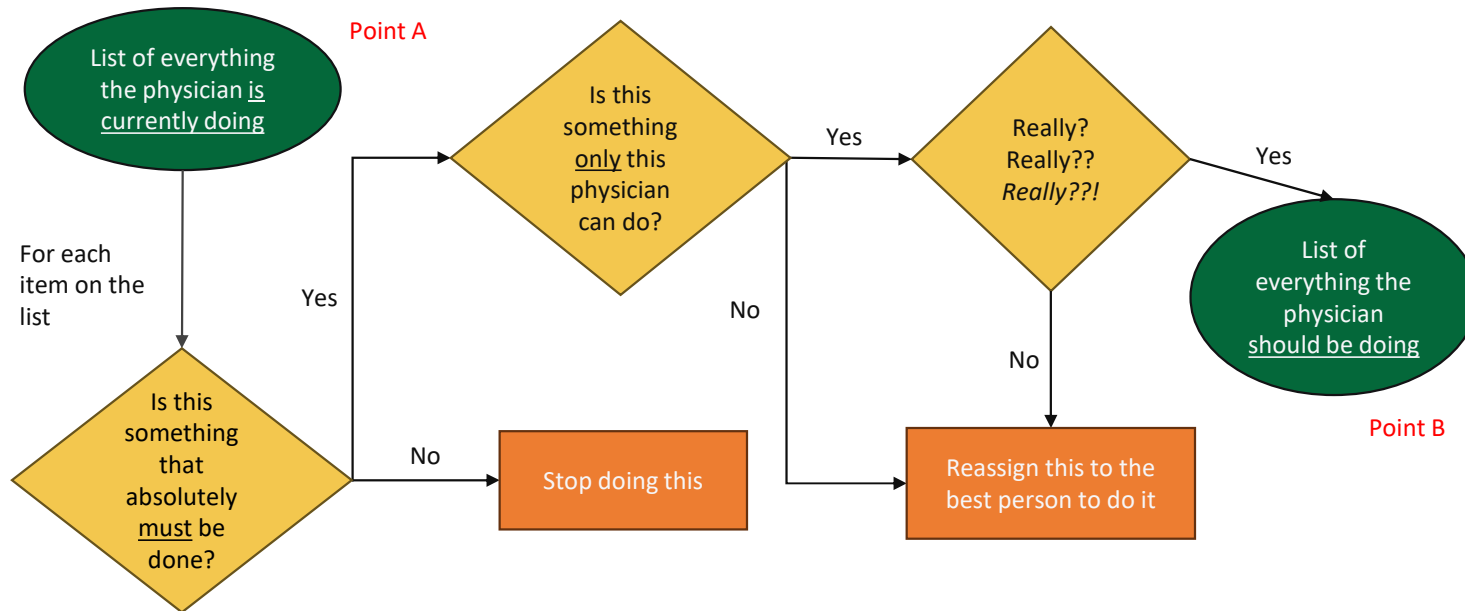 Point A
List of everything
the physician is
currently doing
For each
item on the
list
Is this
something
that
absolutely
must be
done?
Yes
No
Stop doing this
Is this
something
only this
physician
can do?
Yes
No
Really?
Really??
Really??!
Yes
No
Reassign this to the
best person to do it
List of
everything the
physician
should be doing
Point B